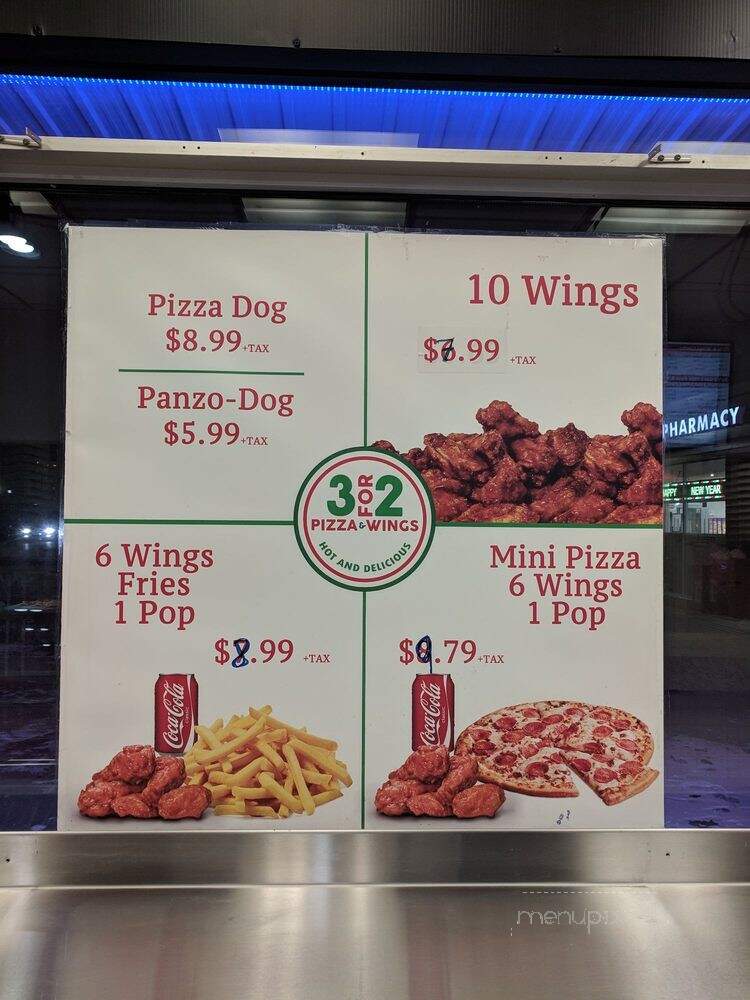 Pizza Dog
$8.99 +TAX
Panzo-Dog
$5.99 +TAX
10 Wings
$7.99 +TAX
3 FOR 2
PIZZA & WINGS
HOT AND DELICIOUS
6 Wings
Fries
1 Pop
$8.99 +TAX
Mini Pizza
6 Wings
1 Pop
$9.79 +TAX
Coca-Cola
Coca-Cola
PHARMACY
NEW YEAR